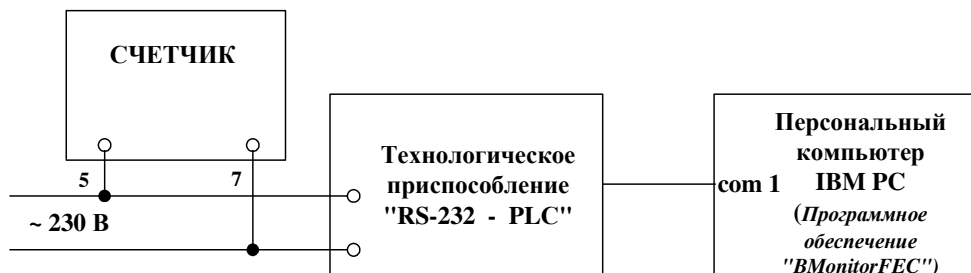 СЧЕТЧИК
5
7
~ 230 В
Технологическое
приспособление
"RS-232 - PLC"
com 1
Персональный
компьютер
IBM PC
(Программное
обеспечение
"BMonitorFEC")